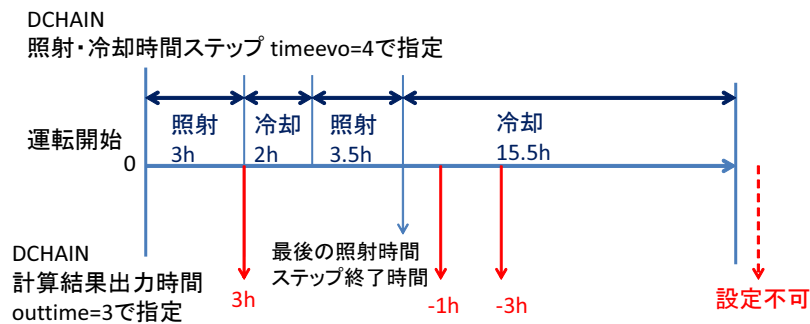 DCHAIN
照射・冷却時間ステップ timeevo=4で指定
照射 冷却 照射 冷却
運転開始
3h 2h 3.5h 15.5h
0
DCHAIN
計算結果出力時間
outtime=3で指定
3h
最後の照射時間
ステップ終了時間
-1h
-3h
設定不可